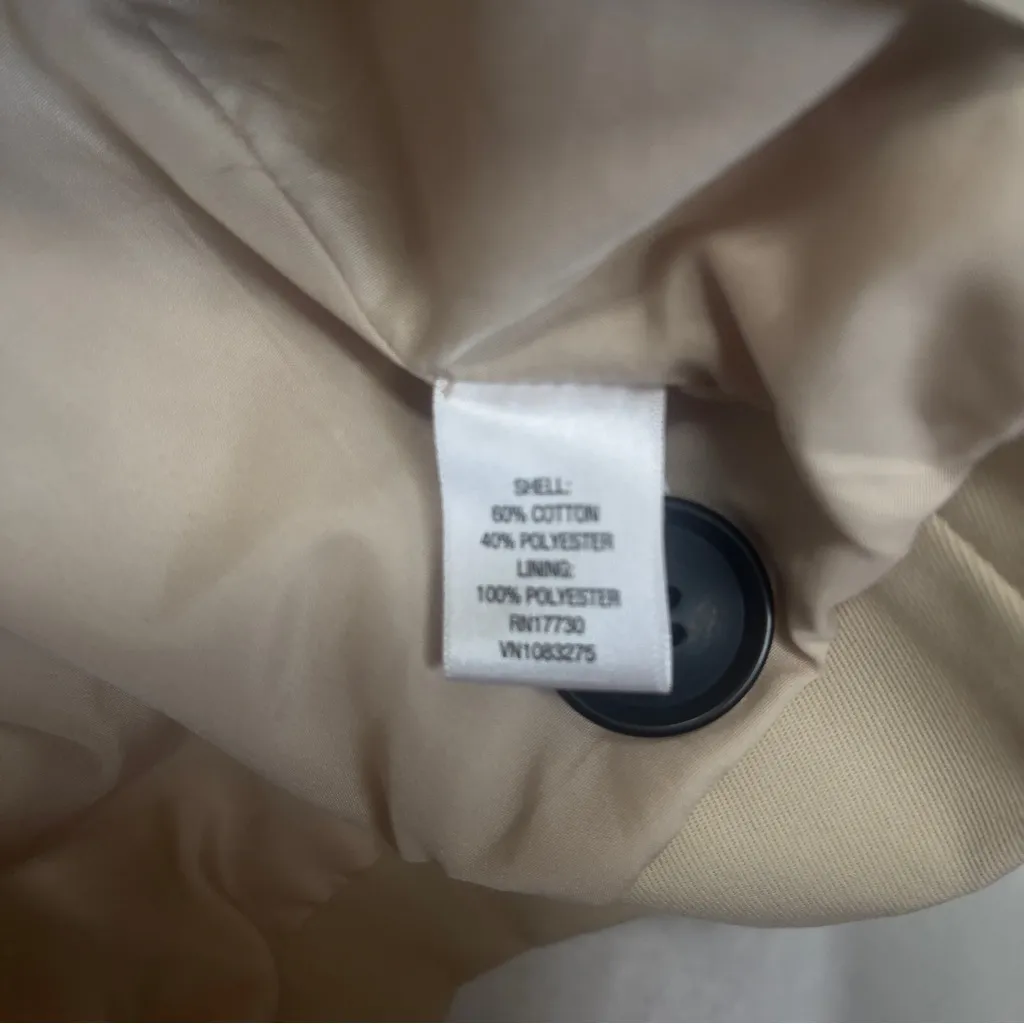 SHELL:
60% COTTON
40% POLYESTER
LINING:
100% POLYESTER
RN17730
VN1083275